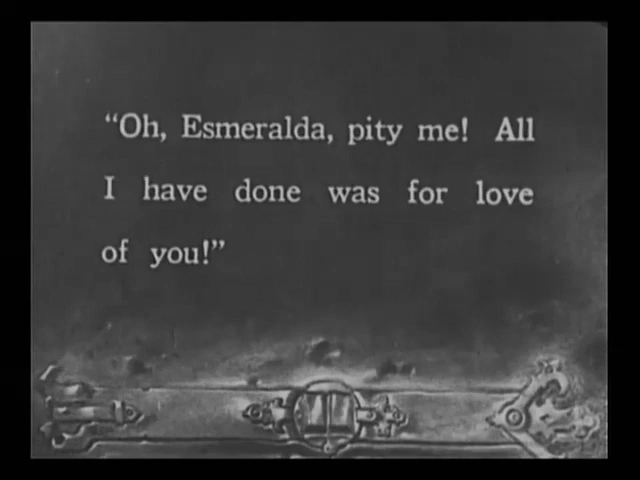 “Oh, Esmeralda, pity me! All
I have done was for love
of you!”